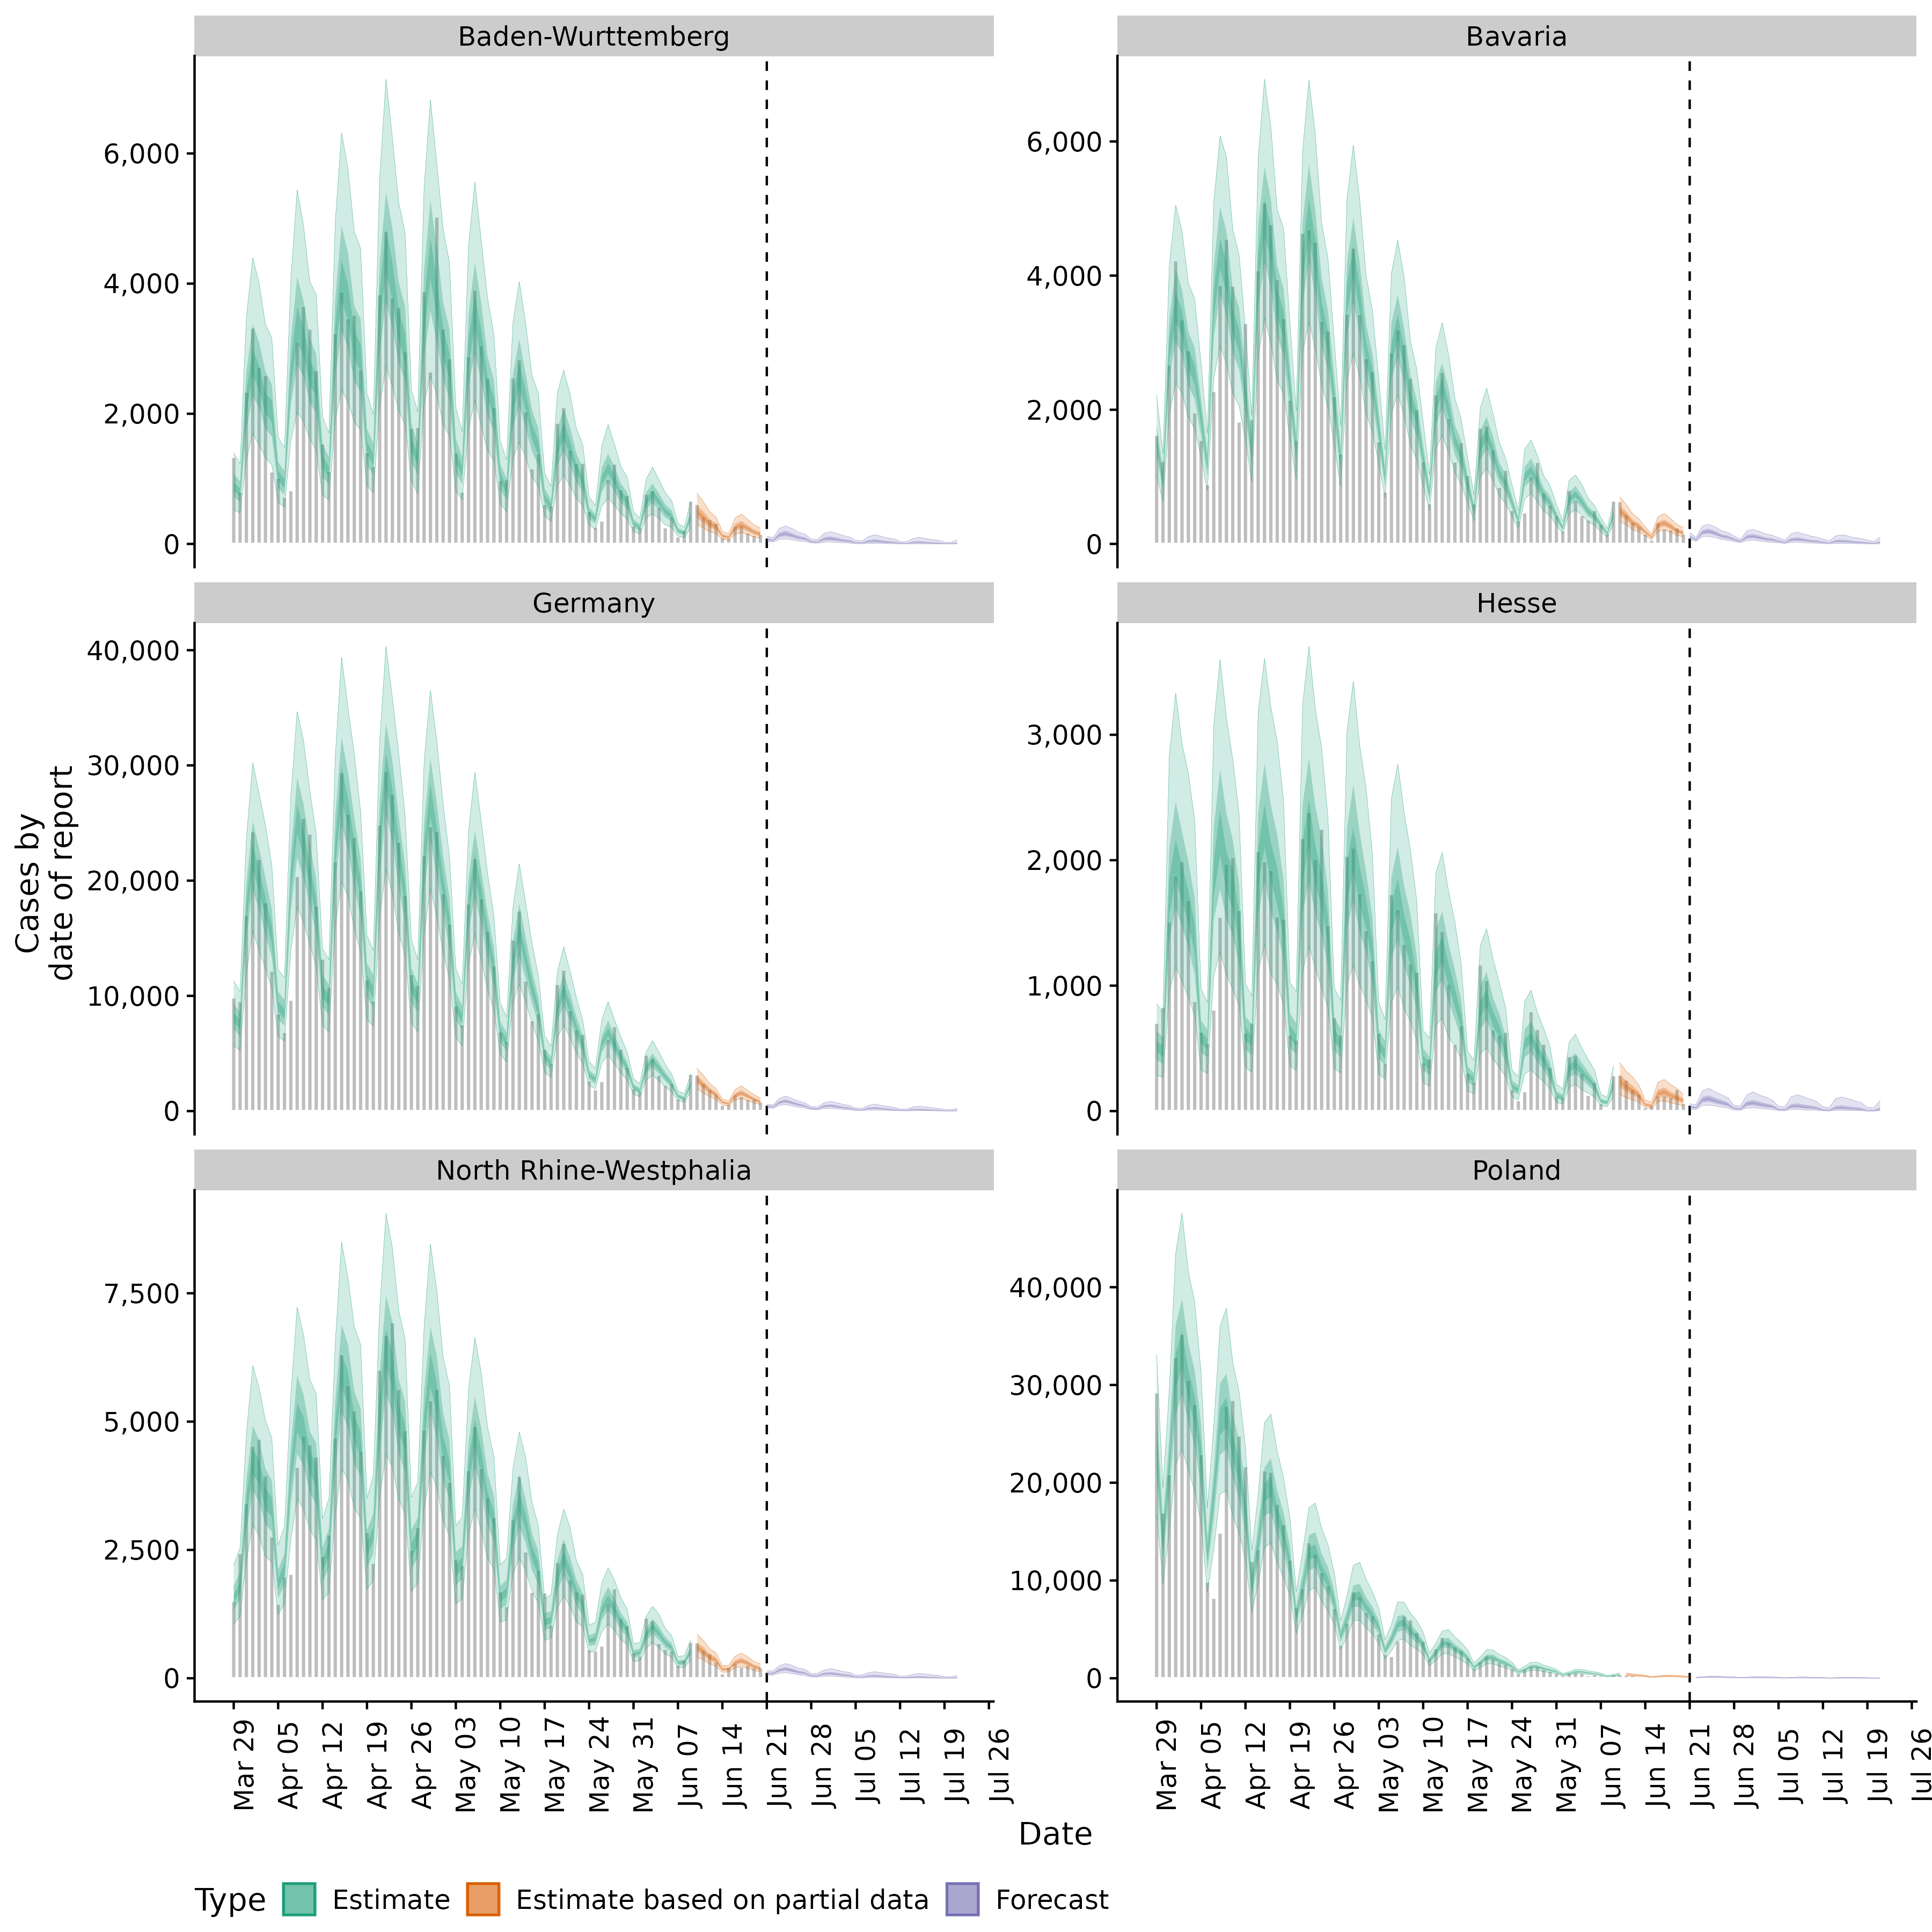 Baden-Wurttemberg
Bavaria
6,000
4,000
2,000
0
6,000
4,000
2,000
0
Germany
Hesse
40,000
30,000
20,000
10,000
0
3,000
2,000
1,000
0
Cases by
date of report
North Rhine-Westphalia
Poland
7,500
5,000
2,500
0
40,000
30,000
20,000
10,000
0
Mar 29
Apr 05
Apr 12
Apr 19
Apr 26
May 03
May 10
May 17
May 24
May 31
Jun 07
Jun 14
Jun 21
Jun 28
Jul 05
Jul 12
Jul 19
Jul 26
Mar 29
Apr 05
Apr 12
Apr 19
Apr 26
May 03
May 10
May 17
May 24
May 31
Jun 07
Jun 14
Jun 21
Jun 28
Jul 05
Jul 12
Jul 19
Jul 26
Date
Type Estimate Estimate based on partial data Forecast